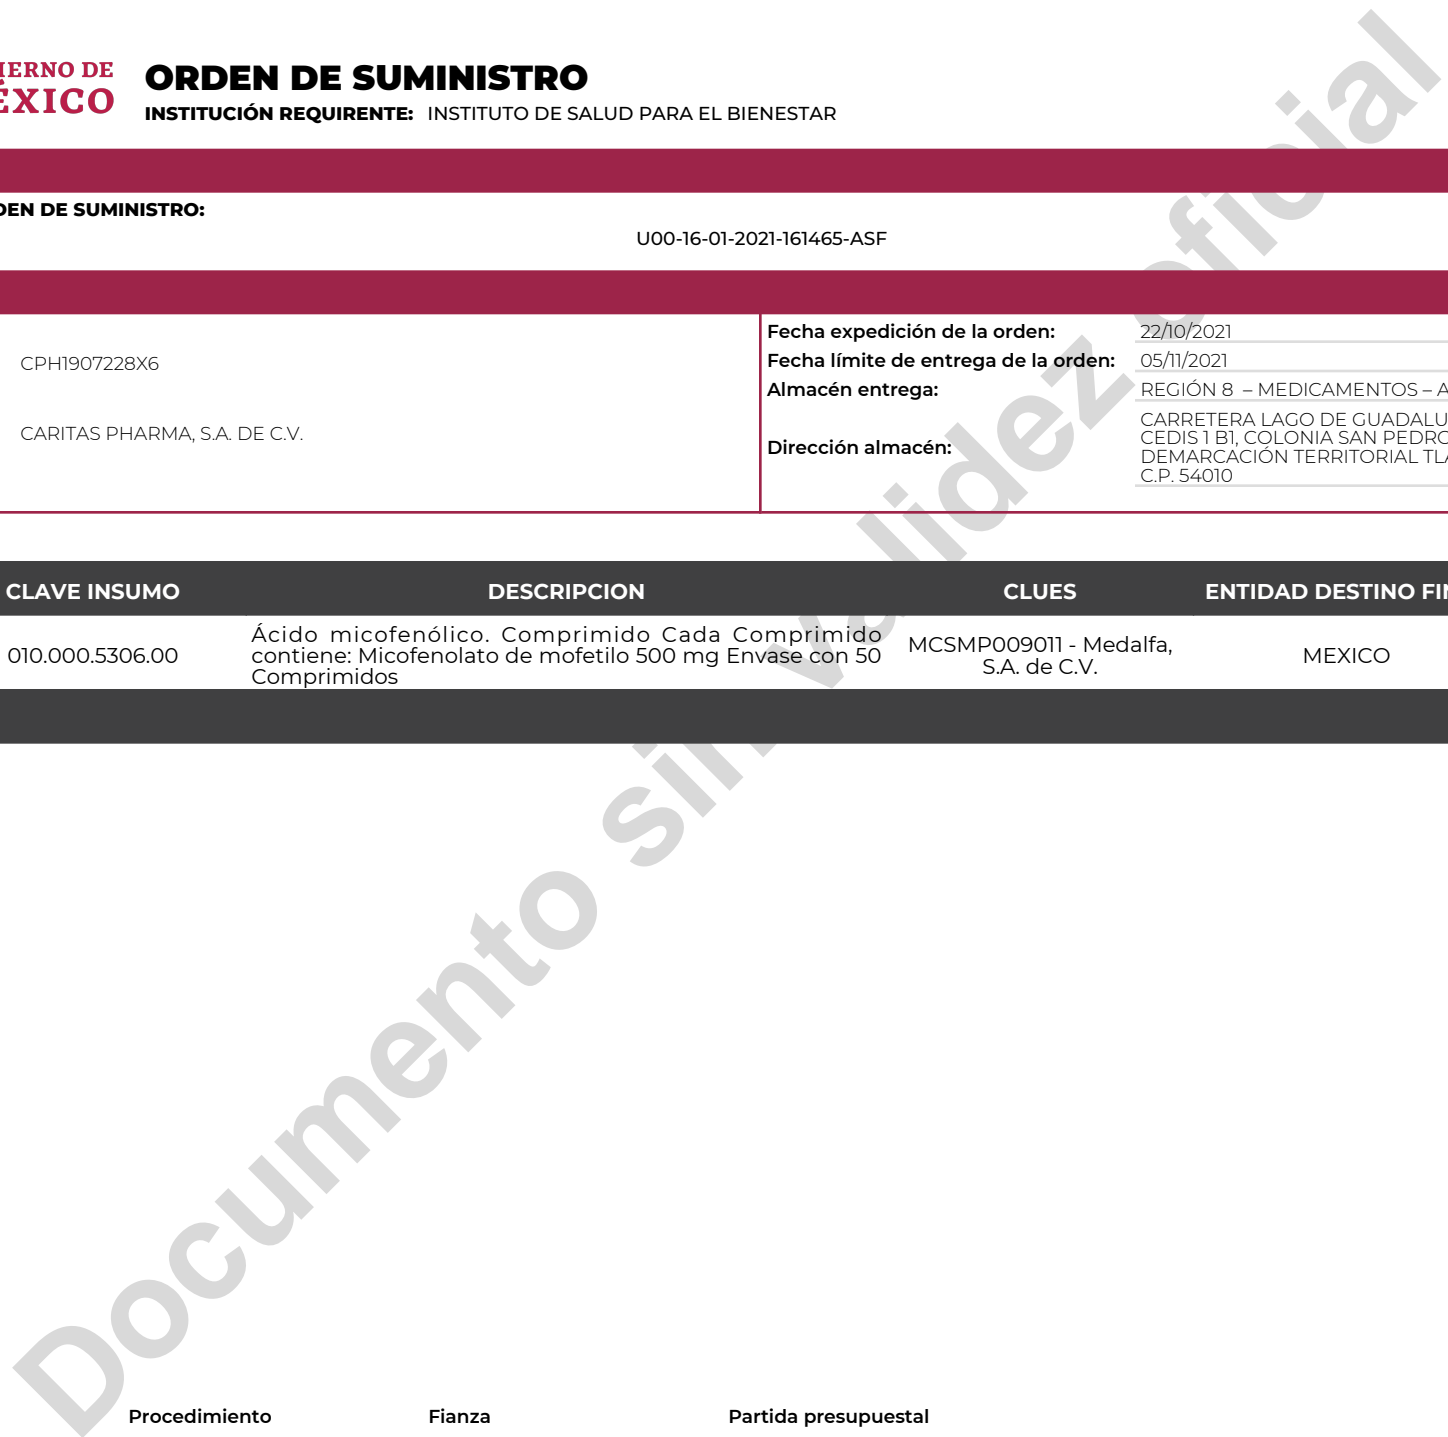 IERNO DE
ÉXICO
ORDEN DE SUMINISTRO
INSTITUCIÓN REQUIRENTE: INSTITUTO DE SALUD PARA EL BIENESTAR
DEN DE SUMINISTRO:
U00-16-01-2021-161465-ASF
CPH1907228X6
CARITAS PHARMA, S.A. DE C.V.
Fecha expedición de la orden: 22/10/2021
Fecha límite de entrega de la orden: 05/11/2021
Almacén entrega: REGIÓN 8 – MEDICAMENTOS – A
Dirección almacén:
CARRETERA LAGO DE GUADALU
CEDIS 1 B1, COLONIA SAN PEDRO
DEMARCACIÓN TERRITORIAL TLA
C.P. 54010
CLAVE INSUMO DESCRIPCION CLUES ENTIDAD DESTINO FIN
010.000.5306.00
Ácido micofenólico. Comprimido Cada Comprimido
contiene: Micofenolato de mofetilo 500 mg Envase con 50
Comprimidos
MCSMP009011 - Medalfa,
S.A. de C.V.
MEXICO
Documento sin validez oficial
Procedimiento Fianza Partida presupuestal